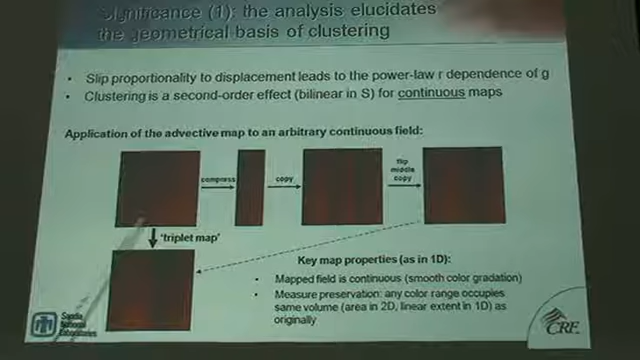 Significance (1): the analysis elucidates
the geometrical basis of clustering
• Slip proportionality to displacement leads to the power-law r dependence of g
• Clustering is a second-order effect (bilinear in S) for continuous maps
Application of the advective map to an arbitrary continuous field:
compress
copy
flip
middle
copy
'triplet map'
Key map properties (as in 1D):
• Mapped field is continuous (smooth color gradation)
• Measure preservation: any color range occupies
same volume (area in 2D, linear extent in 1D) as
originally
Sandia
National
Laboratories
CRF